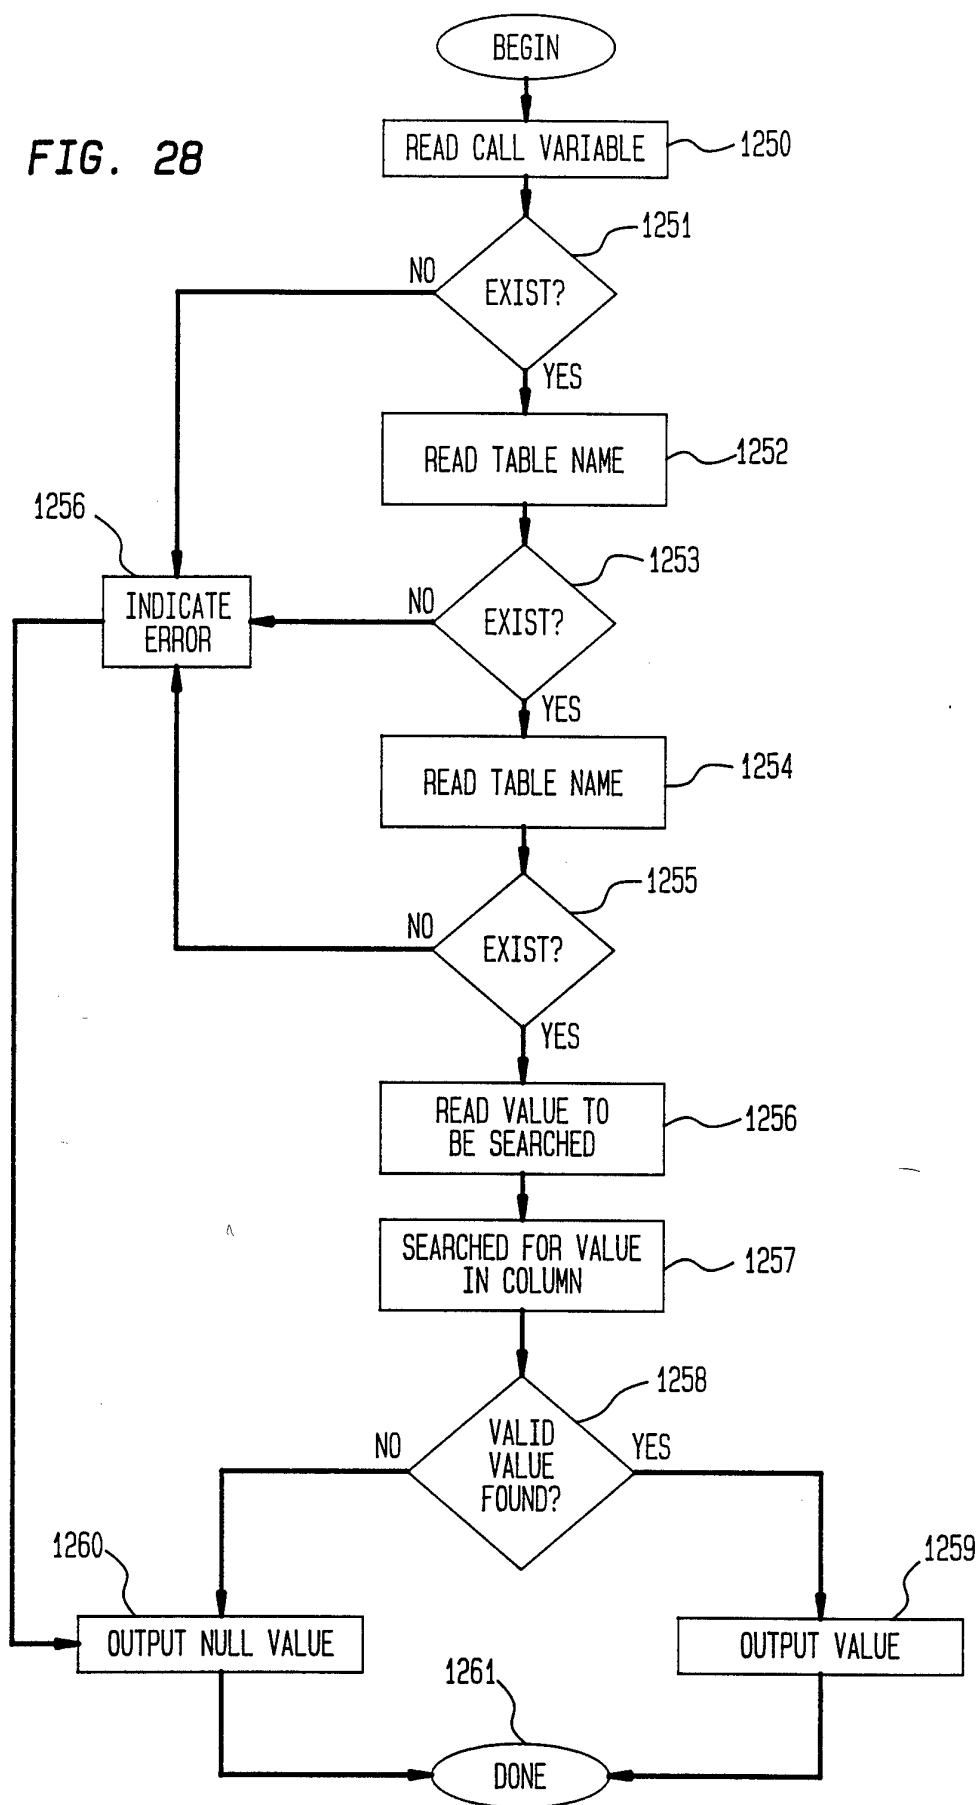 BEGIN
FIG. 28
READ CALL VARIABLE
1250
1251
NO
EXIST?
YES
READ TABLE NAME
1252
1256
1253
INDICATE
ERROR
NO
EXIST?
YES
READ TABLE NAME
1254
1255
NO
EXIST?
YES
READ VALUE TO
BE SEARCHED
1256
SEARCHED FOR VALUE
IN COLUMN
1257
1258
NO
VALID
VALUE
FOUND?
YES
1260
1259
OUTPUT NULL VALUE
OUTPUT VALUE
1261
DONE